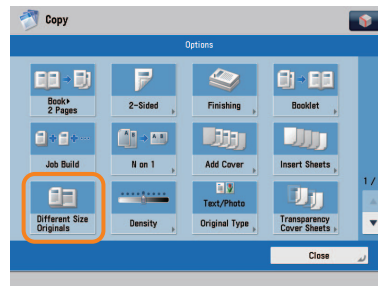 Copy
Options
Book▸
2 Pages
2-Sided
Finishing
Booklet
Job Build
N on 1
Add Cover
Insert Sheets
1/
Different Size
Originals
Density
Text/Photo
Original Type
Transparency
Cover Sheets
Close